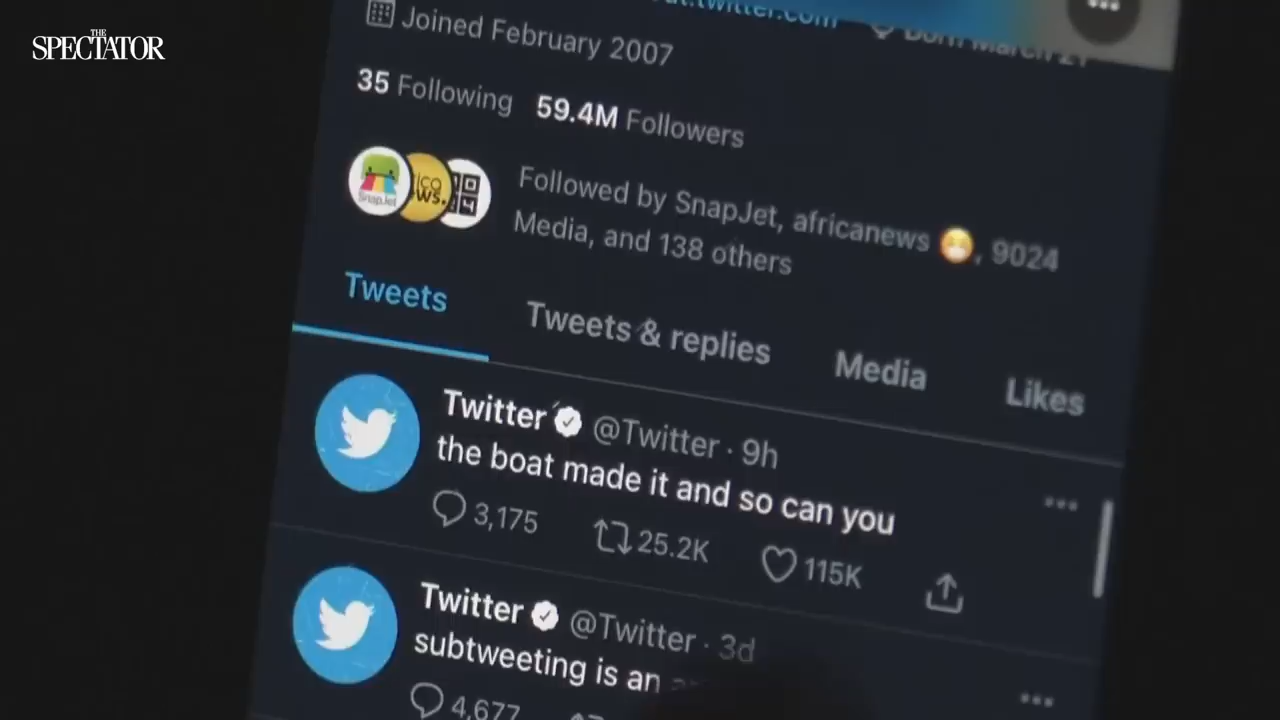 THE
SPECTATOR
Joined February 2007
35 Following 59.4M Followers
SnapJet
Followed by SnapJet, africanews 😁, 9024
Media, and 138 others
Tweets Tweets & replies Media Likes
Twitter @Twitter · 9h
the boat made it and so can you
3,175 25.2K 115K
Twitter @Twitter · 3d
subtweeting is an
4,677